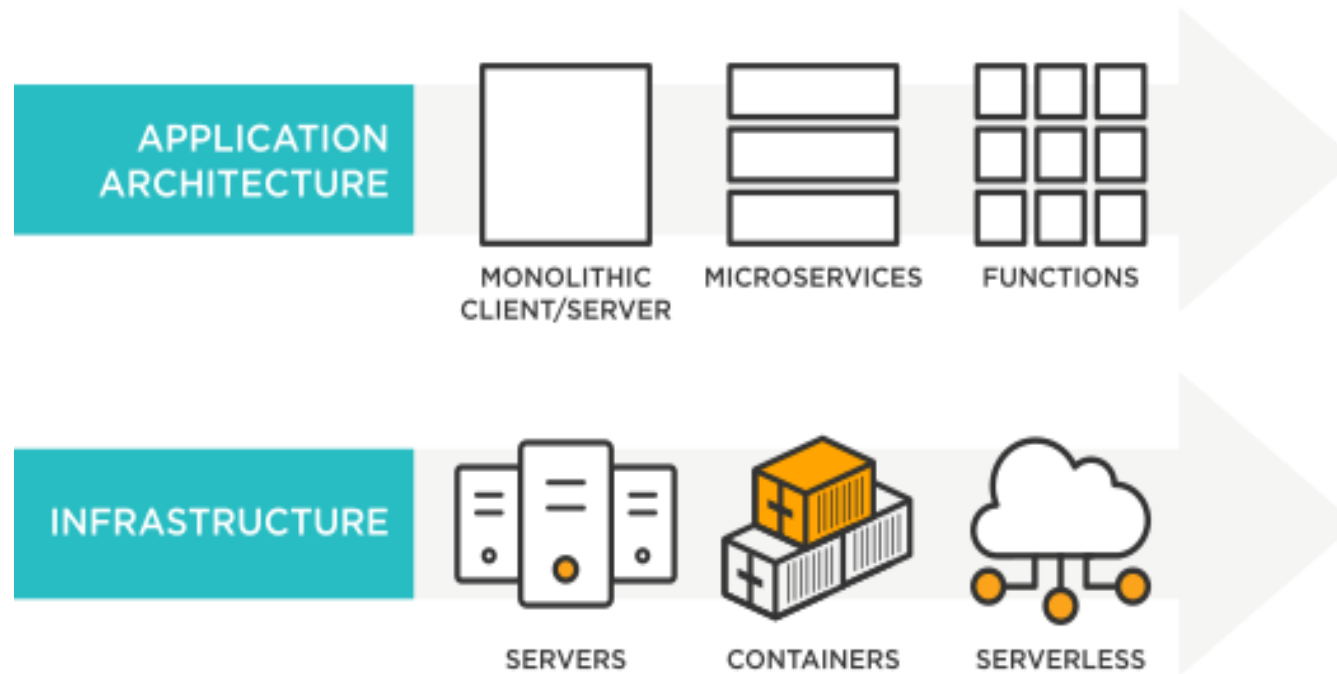 APPLICATION
ARCHITECTURE
MONOLITHIC
CLIENT/SERVER
MICROSERVICES
FUNCTIONS
INFRASTRUCTURE
SERVERS
CONTAINERS
SERVERLESS